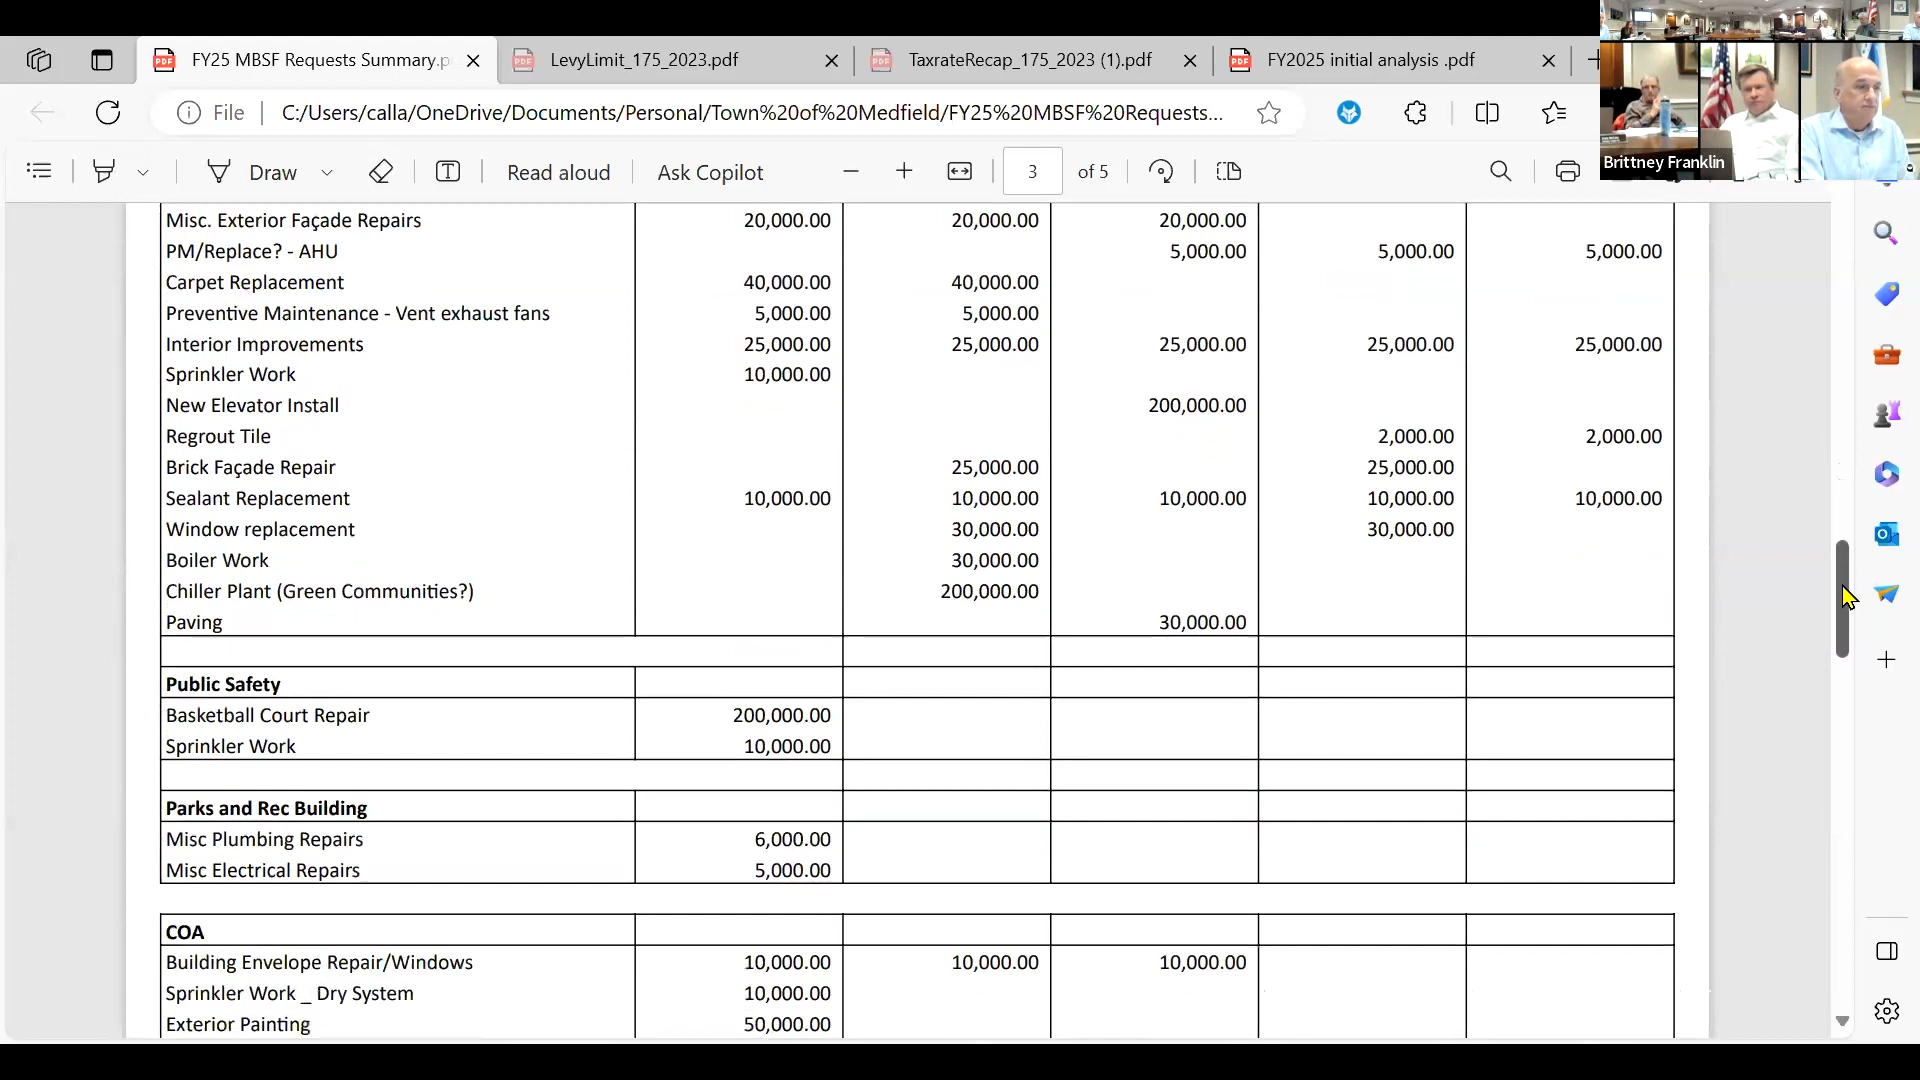 FY25 MBSF Requests Summary.p
LevyLimit_175_2023.pdf
TaxrateRecap_175_2023 (1).pdf
FY2025 initial analysis .pdf
File C:/Users/calla/OneDrive/Documents/Personal/Town%20of%20Medfield/FY25%20MBSF%20Requests...
Draw Read aloud Ask Copilot 3 of 5
Brittney Franklin
Misc. Exterior Façade Repairs 20,000.00 20,000.00 20,000.00
PM/Replace? - AHU 5,000.00 5,000.00 5,000.00
Carpet Replacement 40,000.00 40,000.00
Preventive Maintenance - Vent exhaust fans 5,000.00 5,000.00
Interior Improvements 25,000.00 25,000.00 25,000.00 25,000.00 25,000.00
Sprinkler Work 10,000.00
New Elevator Install 200,000.00
Regrout Tile 2,000.00 2,000.00
Brick Façade Repair 25,000.00 25,000.00
Sealant Replacement 10,000.00 10,000.00 10,000.00 10,000.00 10,000.00
Window replacement 30,000.00 30,000.00
Boiler Work 30,000.00
Chiller Plant (Green Communities?) 200,000.00
Paving 30,000.00
Public Safety
Basketball Court Repair 200,000.00
Sprinkler Work 10,000.00
Parks and Rec Building
Misc Plumbing Repairs 6,000.00
Misc Electrical Repairs 5,000.00
COA
Building Envelope Repair/Windows 10,000.00 10,000.00 10,000.00
Sprinkler Work _ Dry System 10,000.00
Exterior Painting 50,000.00